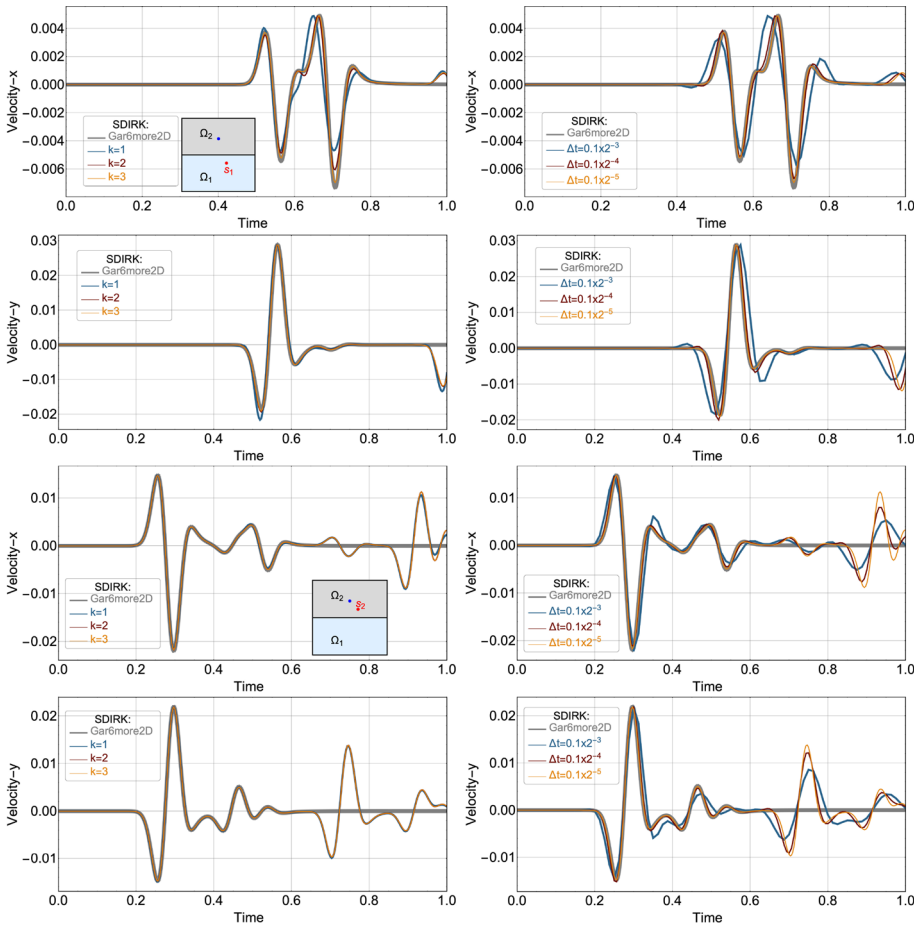 Velocity-x
0.004
0.002
0.000
−0.002
−0.004
−0.006
SDIRK:
Gar6more2D
k=1
k=2
k=3
Ω2
S1
Ω1
0.0 0.2 0.4 0.6 0.8 1.0
Time
Velocity-x
0.0044
0.0022
0.000
−0.002
−0.004
−0.006
SDIRK:
Gar6more2D
Δt=0.1x2⁻³
Δt=0.1x2⁻⁴
Δt=0.1x2⁻⁵
0.0 0.2 0.4 0.6 0.8 1.0
Time
Velocity-y
0.03
0.02
0.01
0.00
−0.01
−0.02
SDIRK:
Gar6more2D
k=1
k=2
k=3
0.0 0.2 0.4 0.6 0.8 1.0
Time
Velocity-y
0.03
0.02
0.01
0.00
−0.01
−0.02
SDIRK:
Gar6more2D
Δt=0.1x2⁻³
Δt=0.1x2⁻⁴
Δt=0.1x2⁻⁵
0.0 0.2 0.4 0.6 0.8 1.0
Time
Velocity-x
0.01
0.00
−0.01
−0.02
SDIRK:
Gar6more2D
k=1
k=2
k=3
Ω2
S2
Ω1
0.0 0.2 0.4 0.6 0.8 1.0
Time
Velocity-x
0.01
0.00
−0.01
−0.02
SDIRK:
Gar6more2D
Δt=0.1x2⁻³
Δt=0.1x2⁻⁴
Δt=0.1x2⁻⁵
0.0 0.2 0.4 0.6 0.8 1.0
Time
Velocity-y
0.02
0.01
0.00
−0.01
SDIRK:
Gar6more2D
k=1
k=2
k=3
0.0 0.2 0.4 0.6 0.8 1.0
Time
Velocity-y
0.02
0.01
0.00
−0.01
SDIRK:
Gar6more2D
Δt=0.1x2⁻³
Δt=0.1x2⁻⁴
Δt=0.1x2⁻⁵
0.0 0.2 0.4 0.6 0.8 1.0
Time